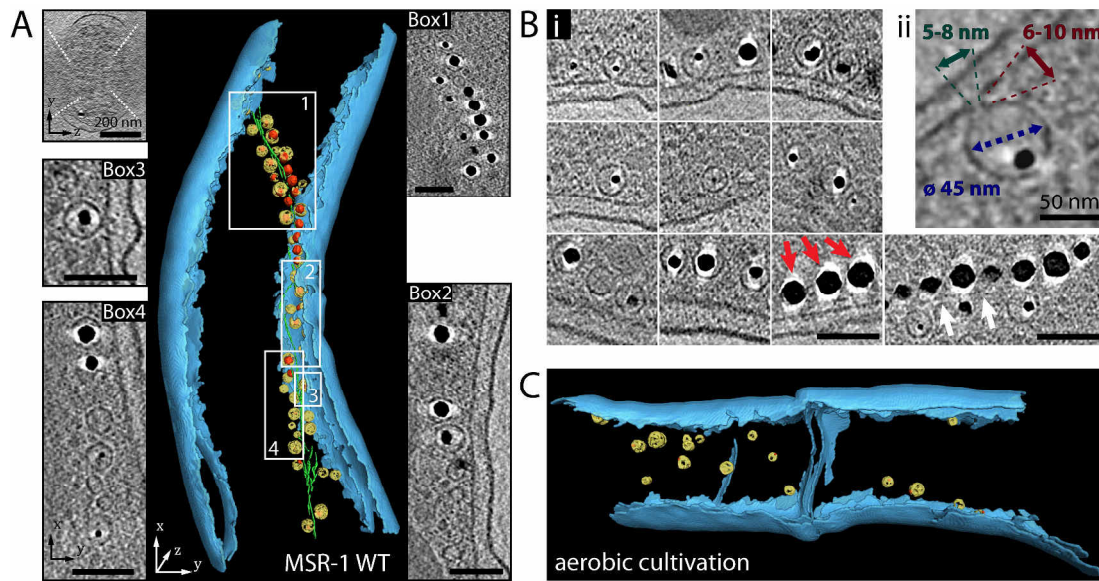 A
y
z
200 nm
Box3
Box4
x
y
1
2
3
4
x
z
y
MSR-1 WT
Box1
Box2
B
i
ii
5-8 nm
6-10 nm
ø 45 nm
50 nm
C
aerobic cultivation